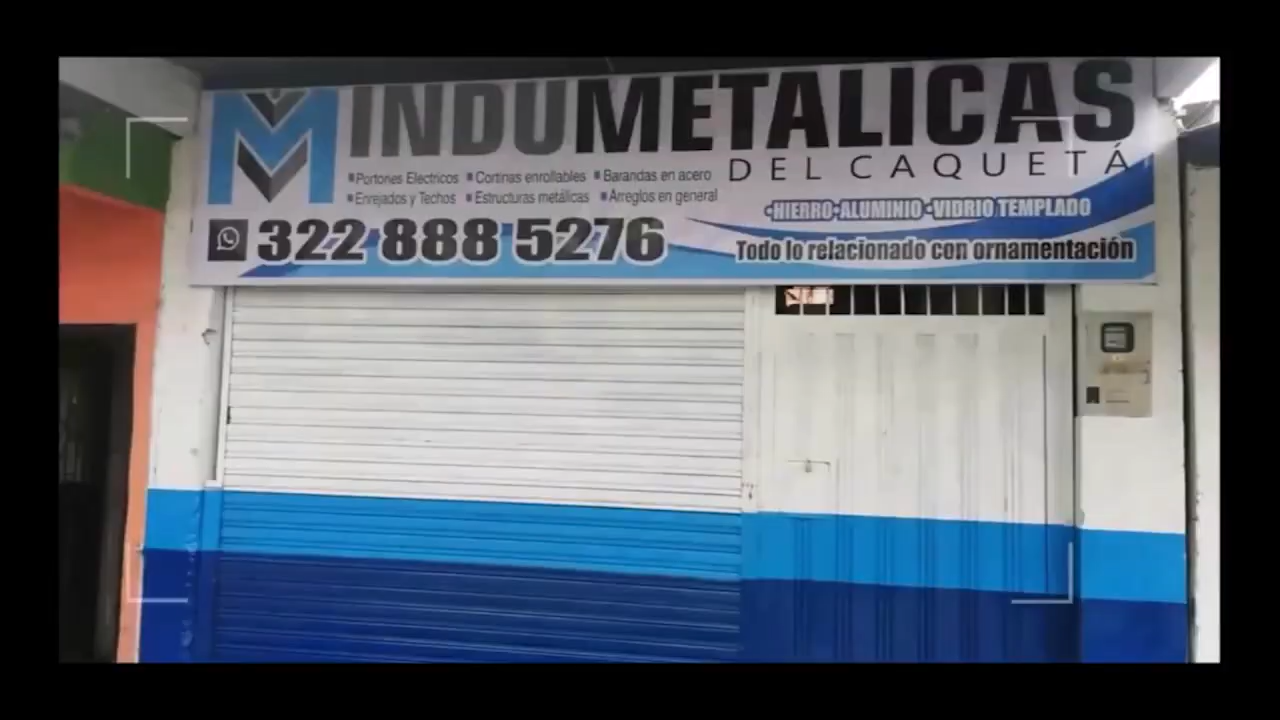 INDUMETALICAS
DEL CAQUETÁ
▪Portones Electricos ▪Cortinas enrollables ▪Barandas en acero
▪Enrejados y Techos ▪Estructuras metálicas ▪Arreglos en general
•HIERRO•ALUMINIO•VIDRIO TEMPLADO
322 888 5276
Todo lo relacionado con ornamentación